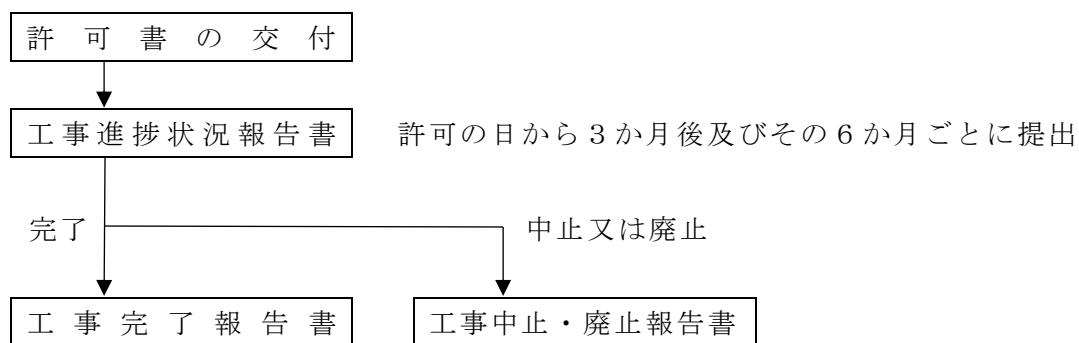 許可書の交付
工事進捗状況報告書　許可の日から３か月後及びその６か月ごとに提出
完了　中止又は廃止
工事完了報告書　工事中止・廃止報告書